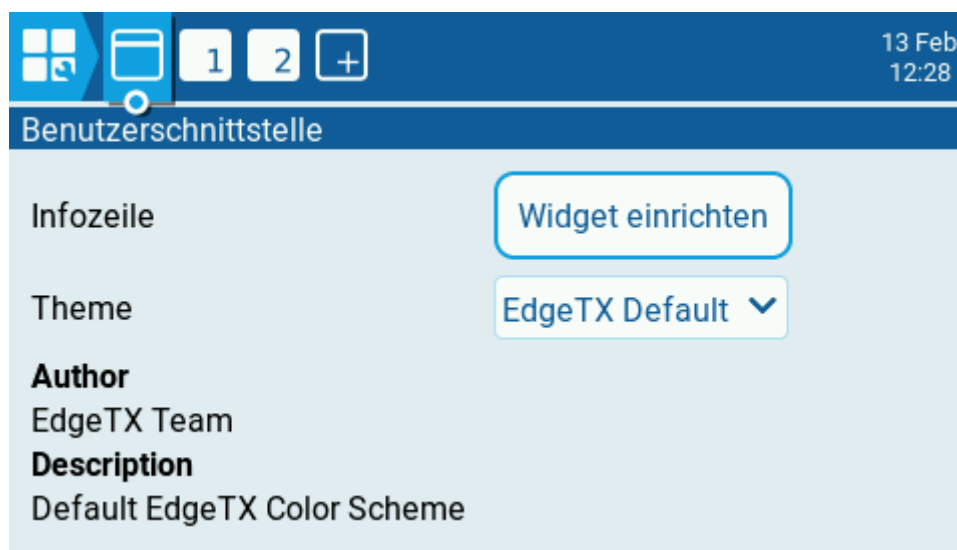 1 2 +
13 Feb
12:28
Benutzerschnittstelle
Infozeile
Widget einrichten
Theme
EdgeTX Default
Author
EdgeTX Team
Description
Default EdgeTX Color Scheme